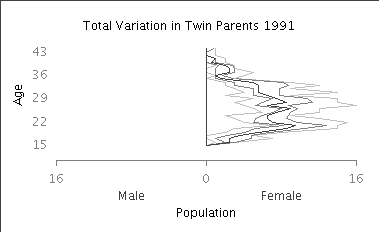 Total Variation in Twin Parents 1991
43
36
29
22
15
Age
16 0 16
Male Female
Population